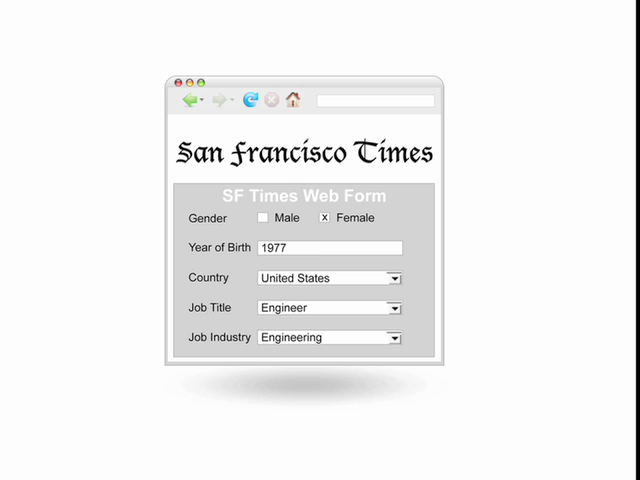 San Francisco Times
SF Times Web Form
Gender x Male Female
Year of Birth 1977
Country United States
Job Title Engineer
Job Industry Engineering